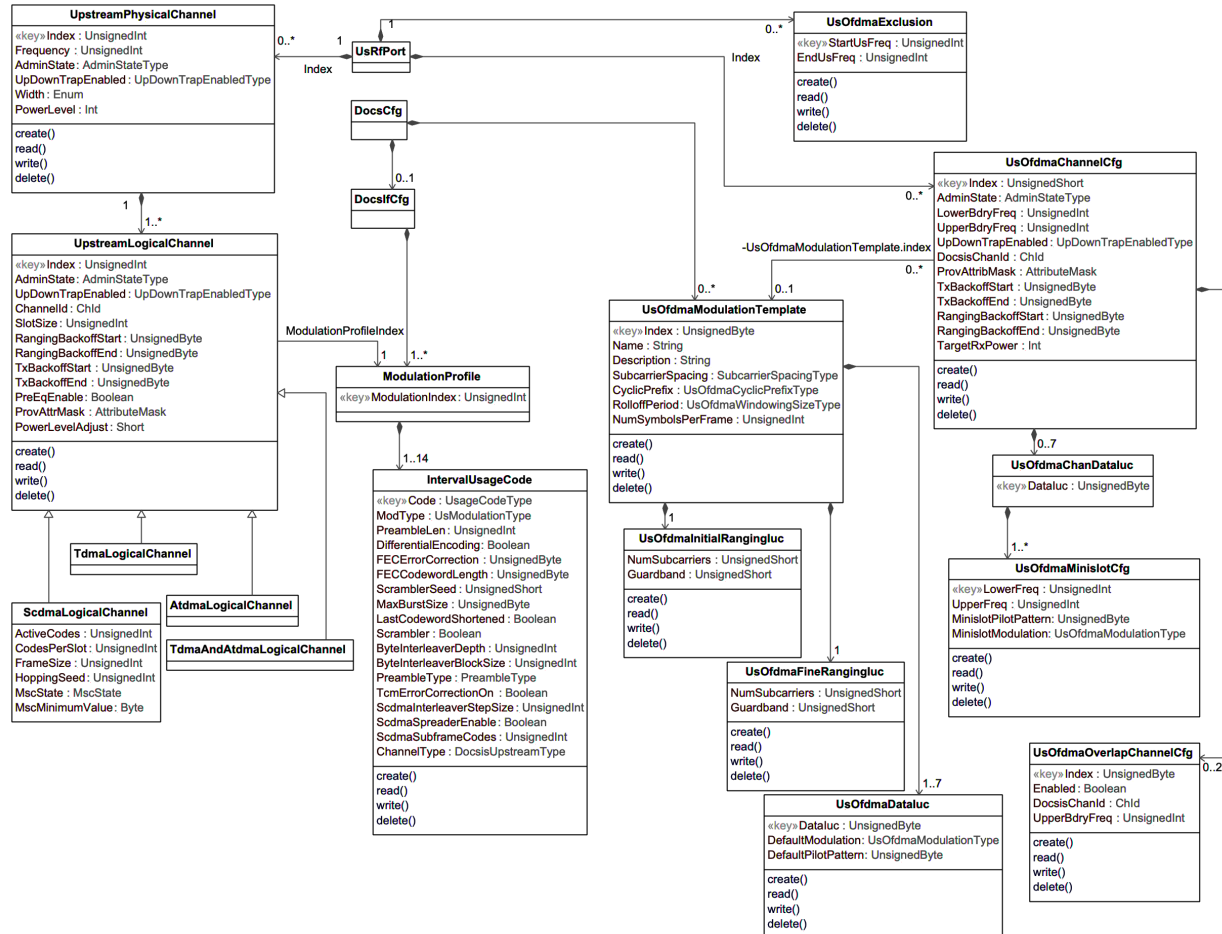 UpstreamPhysicalChannel
«key» Index : UnsignedInt
Frequency : UnsignedInt
AdminState : AdminStateType
UpDownTrapEnabled : UpDownTrapEnabledType
Width : Enum
PowerLevel : Int
create()
read()
write()
delete()
0..*
1
Index
UsRfPort
1
0..*
Index
0..*
UsOfdmaExclusion
«key» StartUsFreq : UnsignedInt
EndUsFreq : UnsignedInt
create()
read()
write()
delete()
DocsCfg
0..1
0..*
DocsIfCfg
1..*
1
1..*
UpstreamLogicalChannel
«key» Index : UnsignedInt
AdminState : AdminStateType
UpDownTrapEnabled : UpDownTrapEnabledType
ChannelId : ChId
SlotSize : UnsignedInt
RangingBackoffStart : UnsignedByte
RangingBackoffEnd : UnsignedByte
TxBackoffStart : UnsignedByte
TxBackoffEnd : UnsignedByte
PreEqEnable : Boolean
ProvAttrMask : AttributeMask
PowerLevelAdjust : Short
create()
read()
write()
delete()
ModulationProfileIndex
1
ModulationProfile
«key» ModulationIndex : UnsignedInt
1..14
IntervalUsageCode
«key» Code : UsageCodeType
ModType : UsModulationType
PreambleLen : UnsignedInt
DifferentialEncoding : Boolean
FECErrorCorrection : UnsignedByte
FECCodewordLength : UnsignedByte
ScramblerSeed : UnsignedShort
MaxBurstSize : UnsignedByte
LastCodewordShortened : Boolean
Scrambler : Boolean
ByteInterleaverDepth : UnsignedInt
ByteInterleaverBlockSize : UnsignedInt
PreambleType : PreambleType
TcmErrorCorrectionOn : Boolean
ScdmaInterleaverStepSize : UnsignedInt
ScdmaSpreaderEnable : Boolean
ScdmaSubframeCodes : UnsignedInt
ChannelType : DocsisUpstreamType
create()
read()
write()
delete()
TdmaLogicalChannel
AtdmaLogicalChannel
TdmaAndAtdmaLogicalChannel
ScdmaLogicalChannel
ActiveCodes : UnsignedInt
CodesPerSlot : UnsignedInt
FrameSize : UnsignedInt
HoppingSeed : UnsignedInt
MscState : MscState
MscMinimumValue : Byte
UsOfdmaChannelCfg
«key» Index : UnsignedShort
AdminState : AdminStateType
LowerBdryFreq : UnsignedInt
UpperBdryFreq : UnsignedInt
UpDownTrapEnabled : UpDownTrapEnabledType
DocsisChanId : ChId
ProvAttribMask : AttributeMask
TxBackoffStart : UnsignedByte
TxBackoffEnd : UnsignedByte
RangingBackoffStart : UnsignedByte
RangingBackoffEnd : UnsignedByte
TargetRxPower : Int
create()
read()
write()
delete()
-UsOfdmaModulationTemplate.index
0..*
0..1
UsOfdmaModulationTemplate
«key» Index : UnsignedByte
Name : String
Description : String
SubcarrierSpacing : SubcarrierSpacingType
CyclicPrefix : UsOfdmaCyclicPrefixType
RolloffPeriod : UsOfdmaWindowingSizeType
NumSymbolsPerFrame : UnsignedInt
create()
read()
write()
delete()
1
UsOfdmaInitialRangingIuc
NumSubcarriers : UnsignedShort
Guardband : UnsignedShort
create()
read()
write()
delete()
1
UsOfdmaFineRangingIuc
NumSubcarriers : UnsignedShort
Guardband : UnsignedShort
create()
read()
write()
delete()
1..7
UsOfdmaDataIuc
«key» DataIuc : UnsignedByte
DefaultModulation : UsOfdmaModulationType
DefaultPilotPattern : UnsignedByte
create()
read()
write()
delete()
0..7
UsOfdmaChanDataIuc
«key» DataIuc : UnsignedByte
1..*
UsOfdmaMinislotCfg
«key» LowerFreq : UnsignedInt
UpperFreq : UnsignedInt
MinislotPilotPattern : UnsignedByte
MinislotModulation: UsOfdmaModulationType
create()
read()
write()
delete()
UsOfdmaOverlapChannelCfg
«key» Index : UnsignedByte
Enabled : Boolean
DocsisChanId : ChId
UpperBdryFreq : UnsignedInt
create()
read()
write()
delete()
0..2